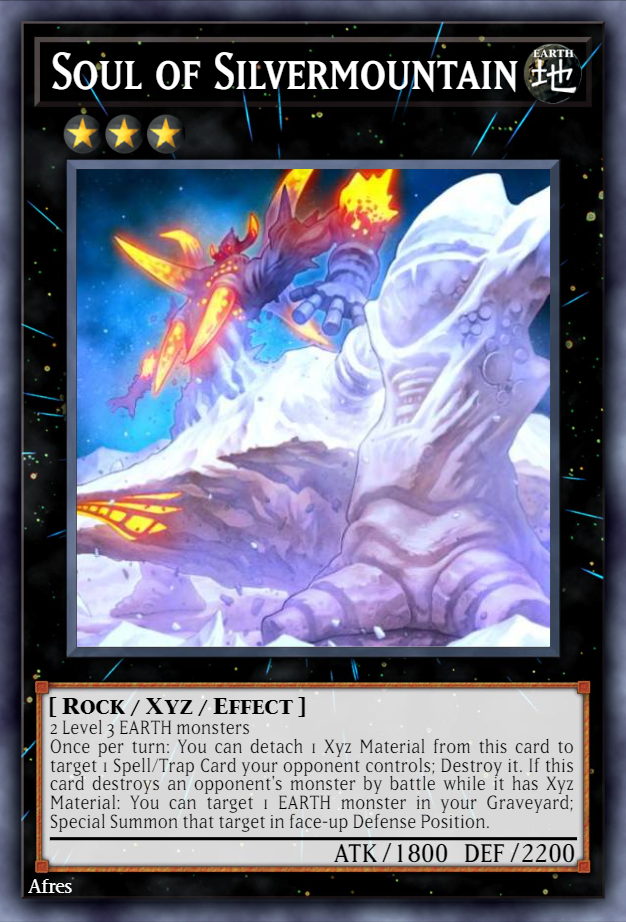 Soul of Silvermountain
EARTH
地
[ Rock / Xyz / Effect ]
2 Level 3 EARTH monsters
Once per turn: You can detach 1 Xyz Material from this card to
target 1 Spell/Trap Card your opponent controls; Destroy it. If this
card destroys an opponent's monster by battle while it has Xyz
Material: You can target 1 EARTH monster in your Graveyard;
Special Summon that target in face-up Defense Position.
ATK/1800 DEF/2200
Afres